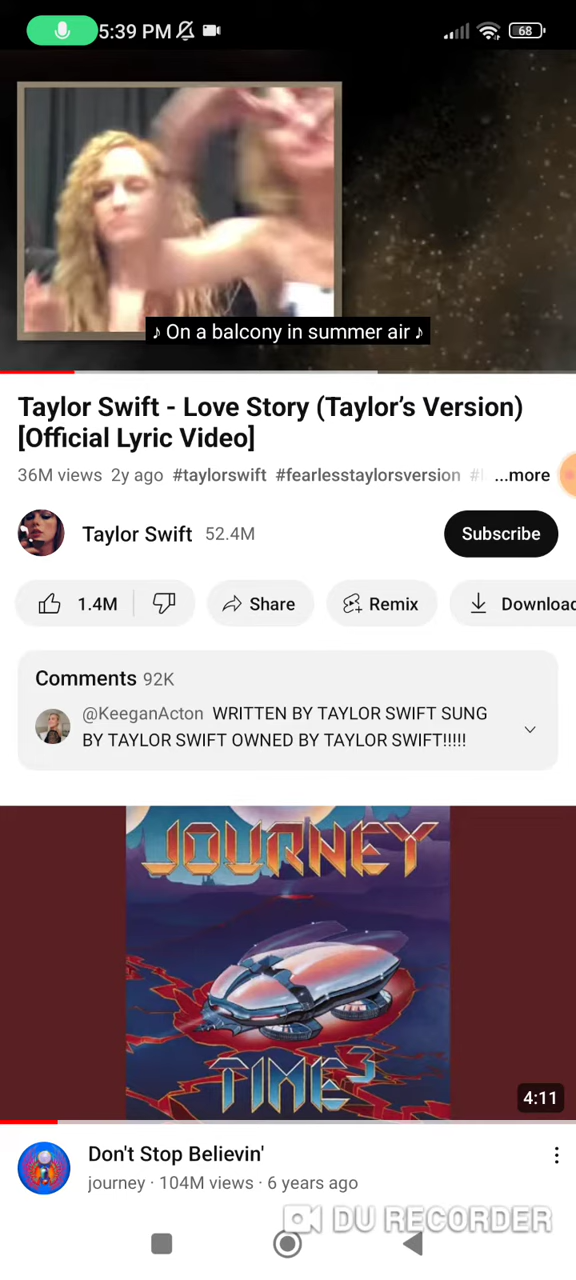 5:39 PM 68
♪ On a balcony in summer air ♪
Taylor Swift - Love Story (Taylor’s Version)
[Official Lyric Video]
36M views 2y ago #taylorswift #fearlesstaylorsversion ...more
Taylor Swift 52.4M Subscribe
1.4M Share Remix Download
Comments 92K
@KeeganActon WRITTEN BY TAYLOR SWIFT SUNG
BY TAYLOR SWIFT OWNED BY TAYLOR SWIFT!!!!!
JOURNEY
TIME3
4:11
Don't Stop Believin'
journey · 104M views · 6 years ago
DU RECORDER